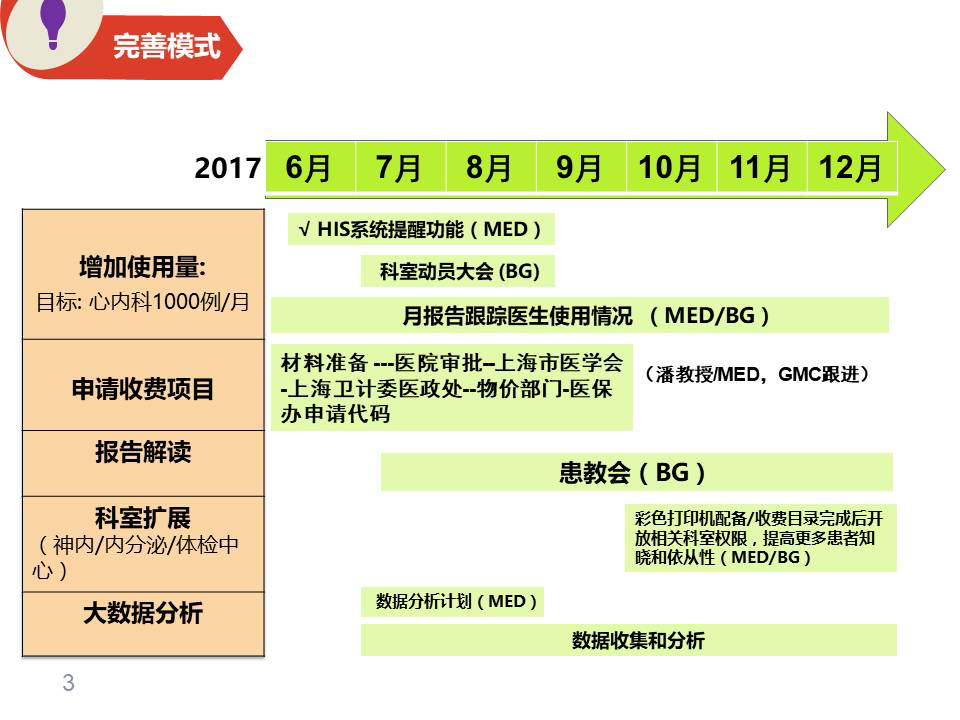 完善模式
2017 6月 7月 8月 9月 10月 11月 12月
增加使用量:
目标: 心内科1000例/月
√ HIS系统提醒功能（MED）
科室动员大会 (BG)
月报告跟踪医生使用情况 （MED/BG）
申请收费项目
材料准备 ---医院审批--上海市医学会
-上海卫计委医政处--物价部门-医保
办申请代码
（潘教授/MED，GMC跟进）
报告解读
患教会（BG）
科室扩展
（神内/内分泌/体检中
心）
彩色打印机配备/收费目录完成后开
放相关科室权限，提高更多患者知
晓和依从性（MED/BG）
大数据分析
数据分析计划（MED）
数据收集和分析
3